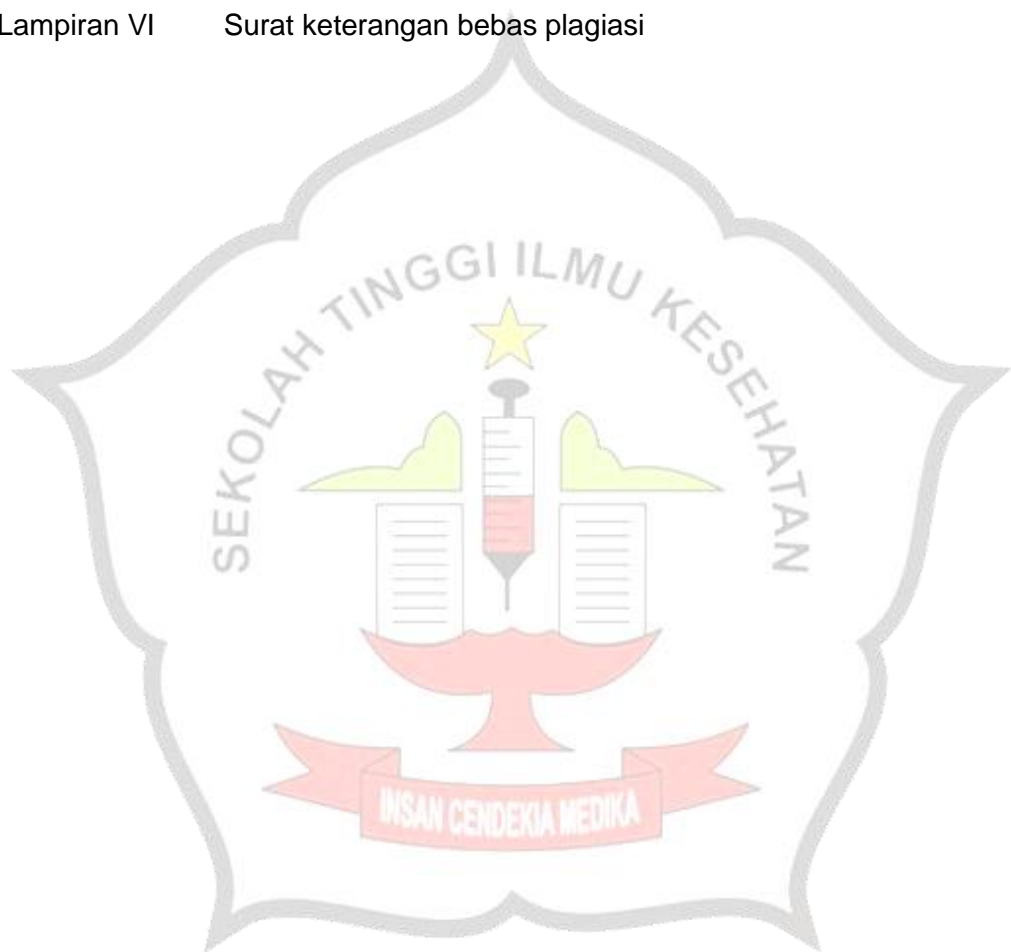 Lampiran VI Surat keterangan bebas plagiasi
SEKOLAH TINGGI ILMU KESEHATAN
INSAN CENDEKIA MEDIKA